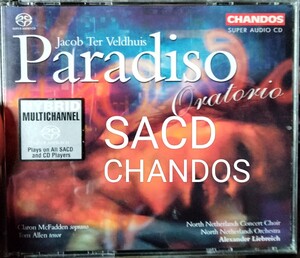 CHANDOS
SUPER AUDIO CD
Jacob Ter Veldhuis
Paradiso
Oratorio
HYBRID
MULTICHANNEL
Plays on All SACD
and CD Players
SACD
CHANDOS
Claron McFadden soprano
Tom Allen tenor
North Netherlands Concert Choir
North Netherlands Orchestra
Alexander Liebreich